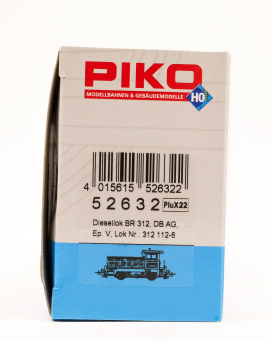 PIKO
MODELLBAHNEN & GEBÄUDEMODELLE
H0
4 015615 526322
52632 PluX22
Diesellok BR 312, DB AG,
Ep. V, Lok Nr.: 312 112-6